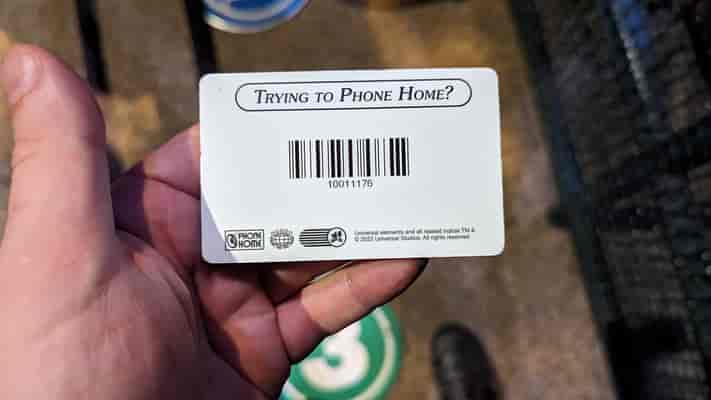 TRYING TO PHONE HOME?
10011176
PHONE
HOME
Universal elements and all related indicia TM &
© 2022 Universal Studios. All rights reserved.
3